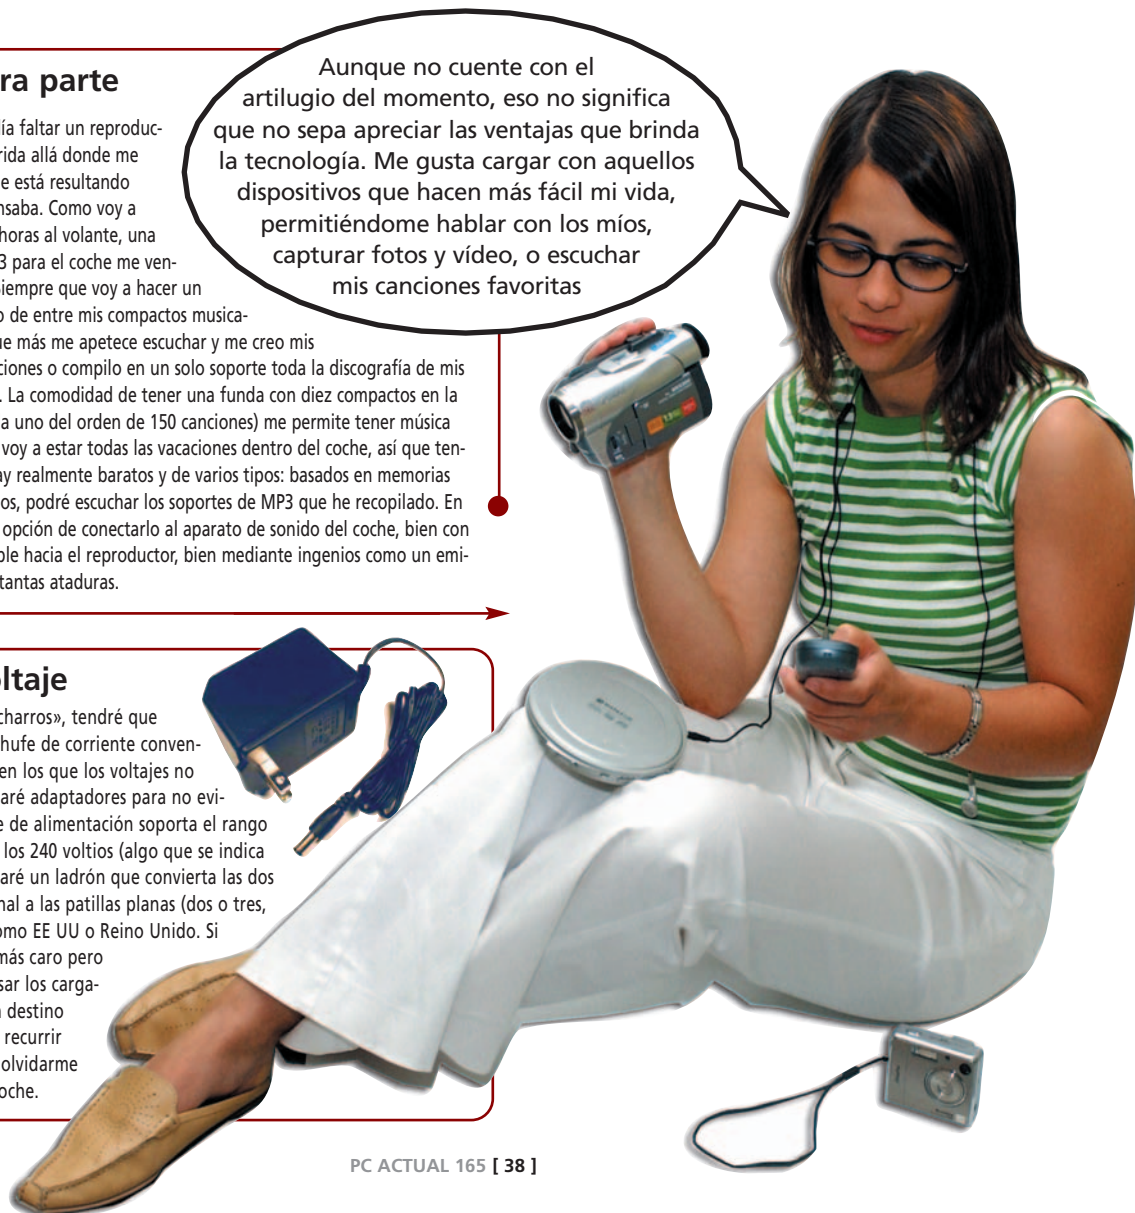 ra parte
ía faltar un reproduc-
rida allá donde me
e está resultando
nsaba. Como voy a
horas al volante, una
3 para el coche me ven-
Siempre que voy a hacer un
o de entre mis compactos musica-
ue más me apetece escuchar y me creo mis
ciones o compilo en un solo soporte toda la discografía de mis
. La comodidad de tener una funda con diez compactos en la
a uno del orden de 150 canciones) me permite tener música
voy a estar todas las vacaciones dentro del coche, así que ten-
ay realmente baratos y de varios tipos: basados en memorias
os, podré escuchar los soportes de MP3 que he recopilado. En
opción de conectarlo al aparato de sonido del coche, bien con
ble hacia el reproductor, bien mediante ingenios como un emi-
tantas ataduras.
Aunque no cuente con el
artilugio del momento, eso no significa
que no sepa apreciar las ventajas que brinda
la tecnología. Me gusta cargar con aquellos
dispositivos que hacen más fácil mi vida,
permitiéndome hablar con los míos,
capturar fotos y vídeo, o escuchar
mis canciones favoritas
oltaje
charros», tendré que
hufe de corriente conven-
en los que los voltajes no
aré adaptadores para no evi-
e de alimentación soporta el rango
los 240 voltios (algo que se indica
aré un ladrón que convierta las dos
nal a las patillas planas (dos o tres,
omo EE UU o Reino Unido. Si
más caro pero
sar los carga-
n destino
recurrir
olvidarme
oche.
PC ACTUAL 165 [ 38 ]